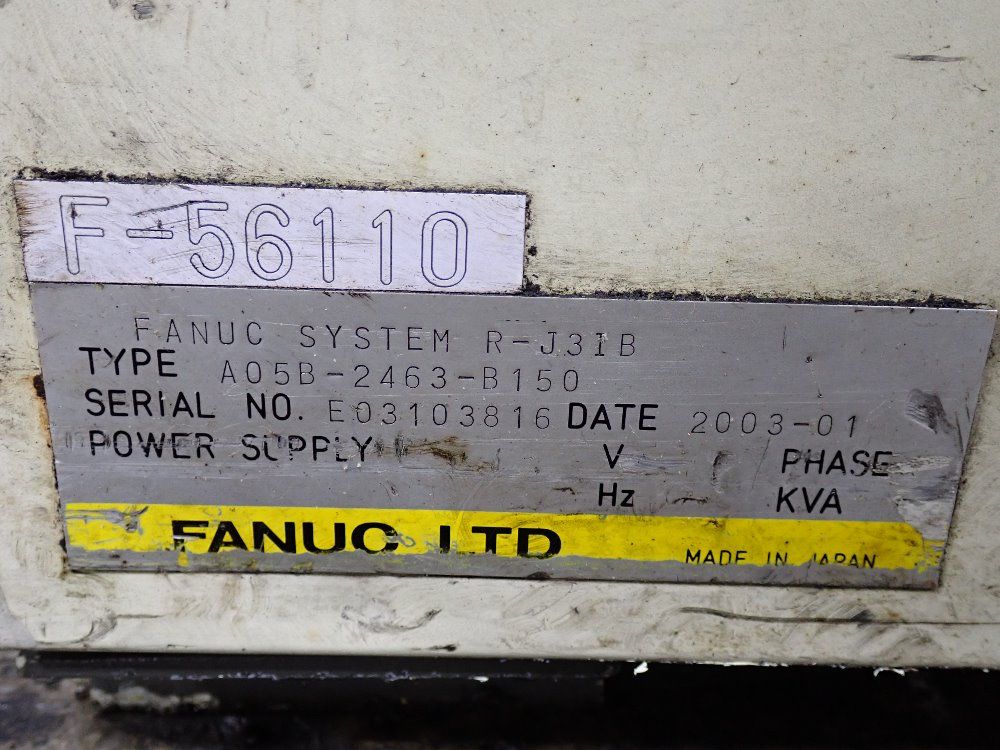 F-56110
FANUC SYSTEM R-J3iB
TYPE A05B-2463-B150
SERIAL NO. E03103816 DATE 2003-01
POWER SUPPLY V PHASE
Hz KVA
FANUC LTD MADE IN JAPAN